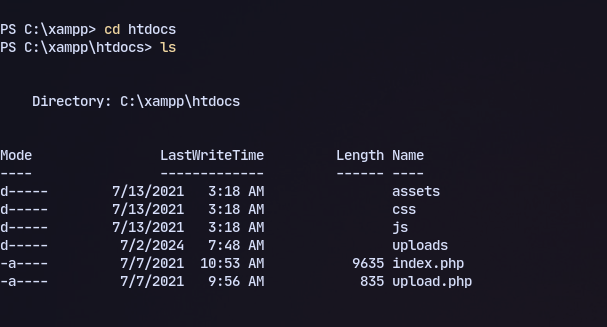 PS C:\xampp> cd htdocs
PS C:\xampp\htdocs> ls
    Directory: C:\xampp\htdocs
Mode                LastWriteTime         Length Name
----                -------------         ------ ----
d-----        7/13/2021   3:18 AM                assets
d-----        7/13/2021   3:18 AM                css
d-----        7/13/2021   3:18 AM                js
d-----         7/2/2024   7:48 AM                uploads
-a----         7/7/2021  10:53 AM           9635 index.php
-a----         7/7/2021   9:56 AM            835 upload.php